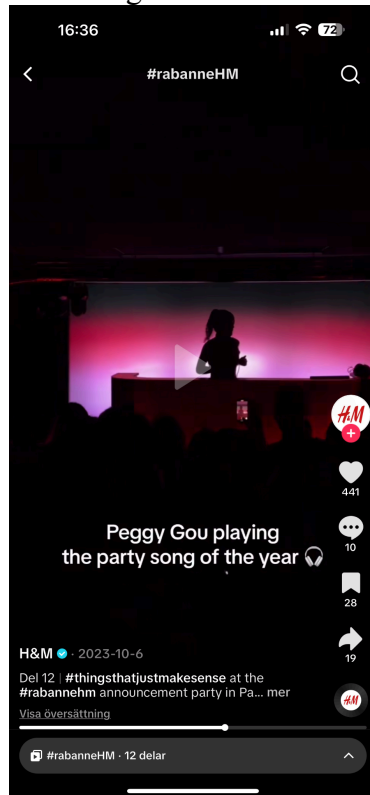 16:36
72
#rabanneHM
H&M
441
Peggy Gou playing
the party song of the year 🎧
10
28
19
H&M · 2023-10-6
Del 12 | #thingsthatjustmakesense at the
#rabannehm announcement party in Pa... mer
H&M
Visa översättning
#rabanneHM · 12 delar